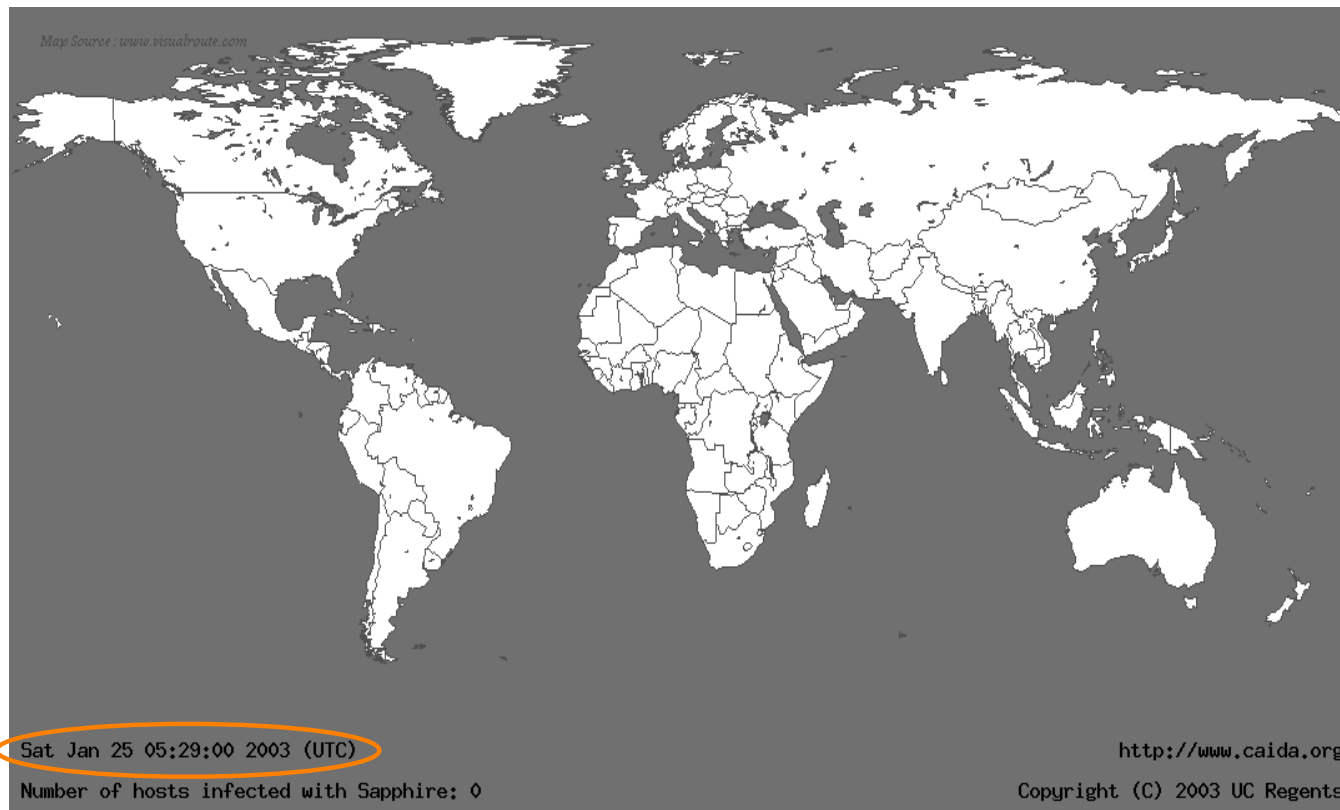 Map Source : www.visualroute.com
Sat Jan 25 05:29:00 2003 (UTC)
http://www.caida.org
Number of hosts infected with Sapphire: 0
Copyright (C) 2003 UC Regents